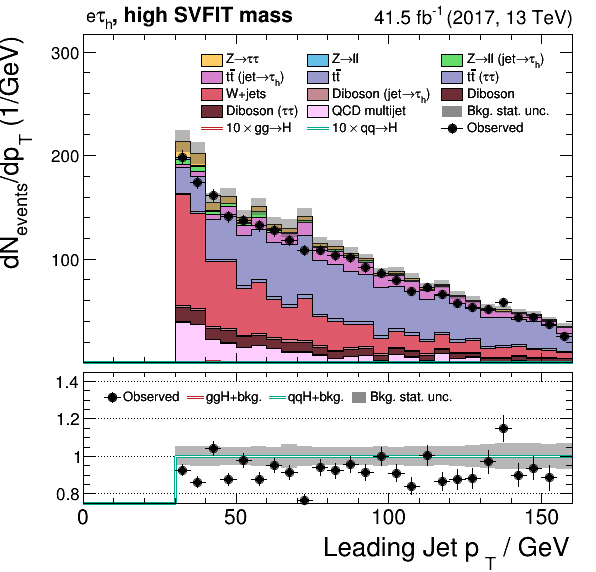 eτh, high SVFIT mass 41.5 fb-1 (2017, 13 TeV)
dNevents/dpT (1/GeV)
300
200
100
Z→ττ Z→ll Z→ll (jet→τh)
tt̄ (jet→τh) tt̄ tt̄ (ττ)
W+jets Diboson (jet→τh) Diboson
Diboson (ττ) QCD multijet Bkg. stat. unc.
10 × gg→H 10 × qq→H Observed
1.4
1.2
1
0.8
Observed ggH+bkg. qqH+bkg. Bkg. stat. unc.
0 50 100 150
Leading Jet pT / GeV